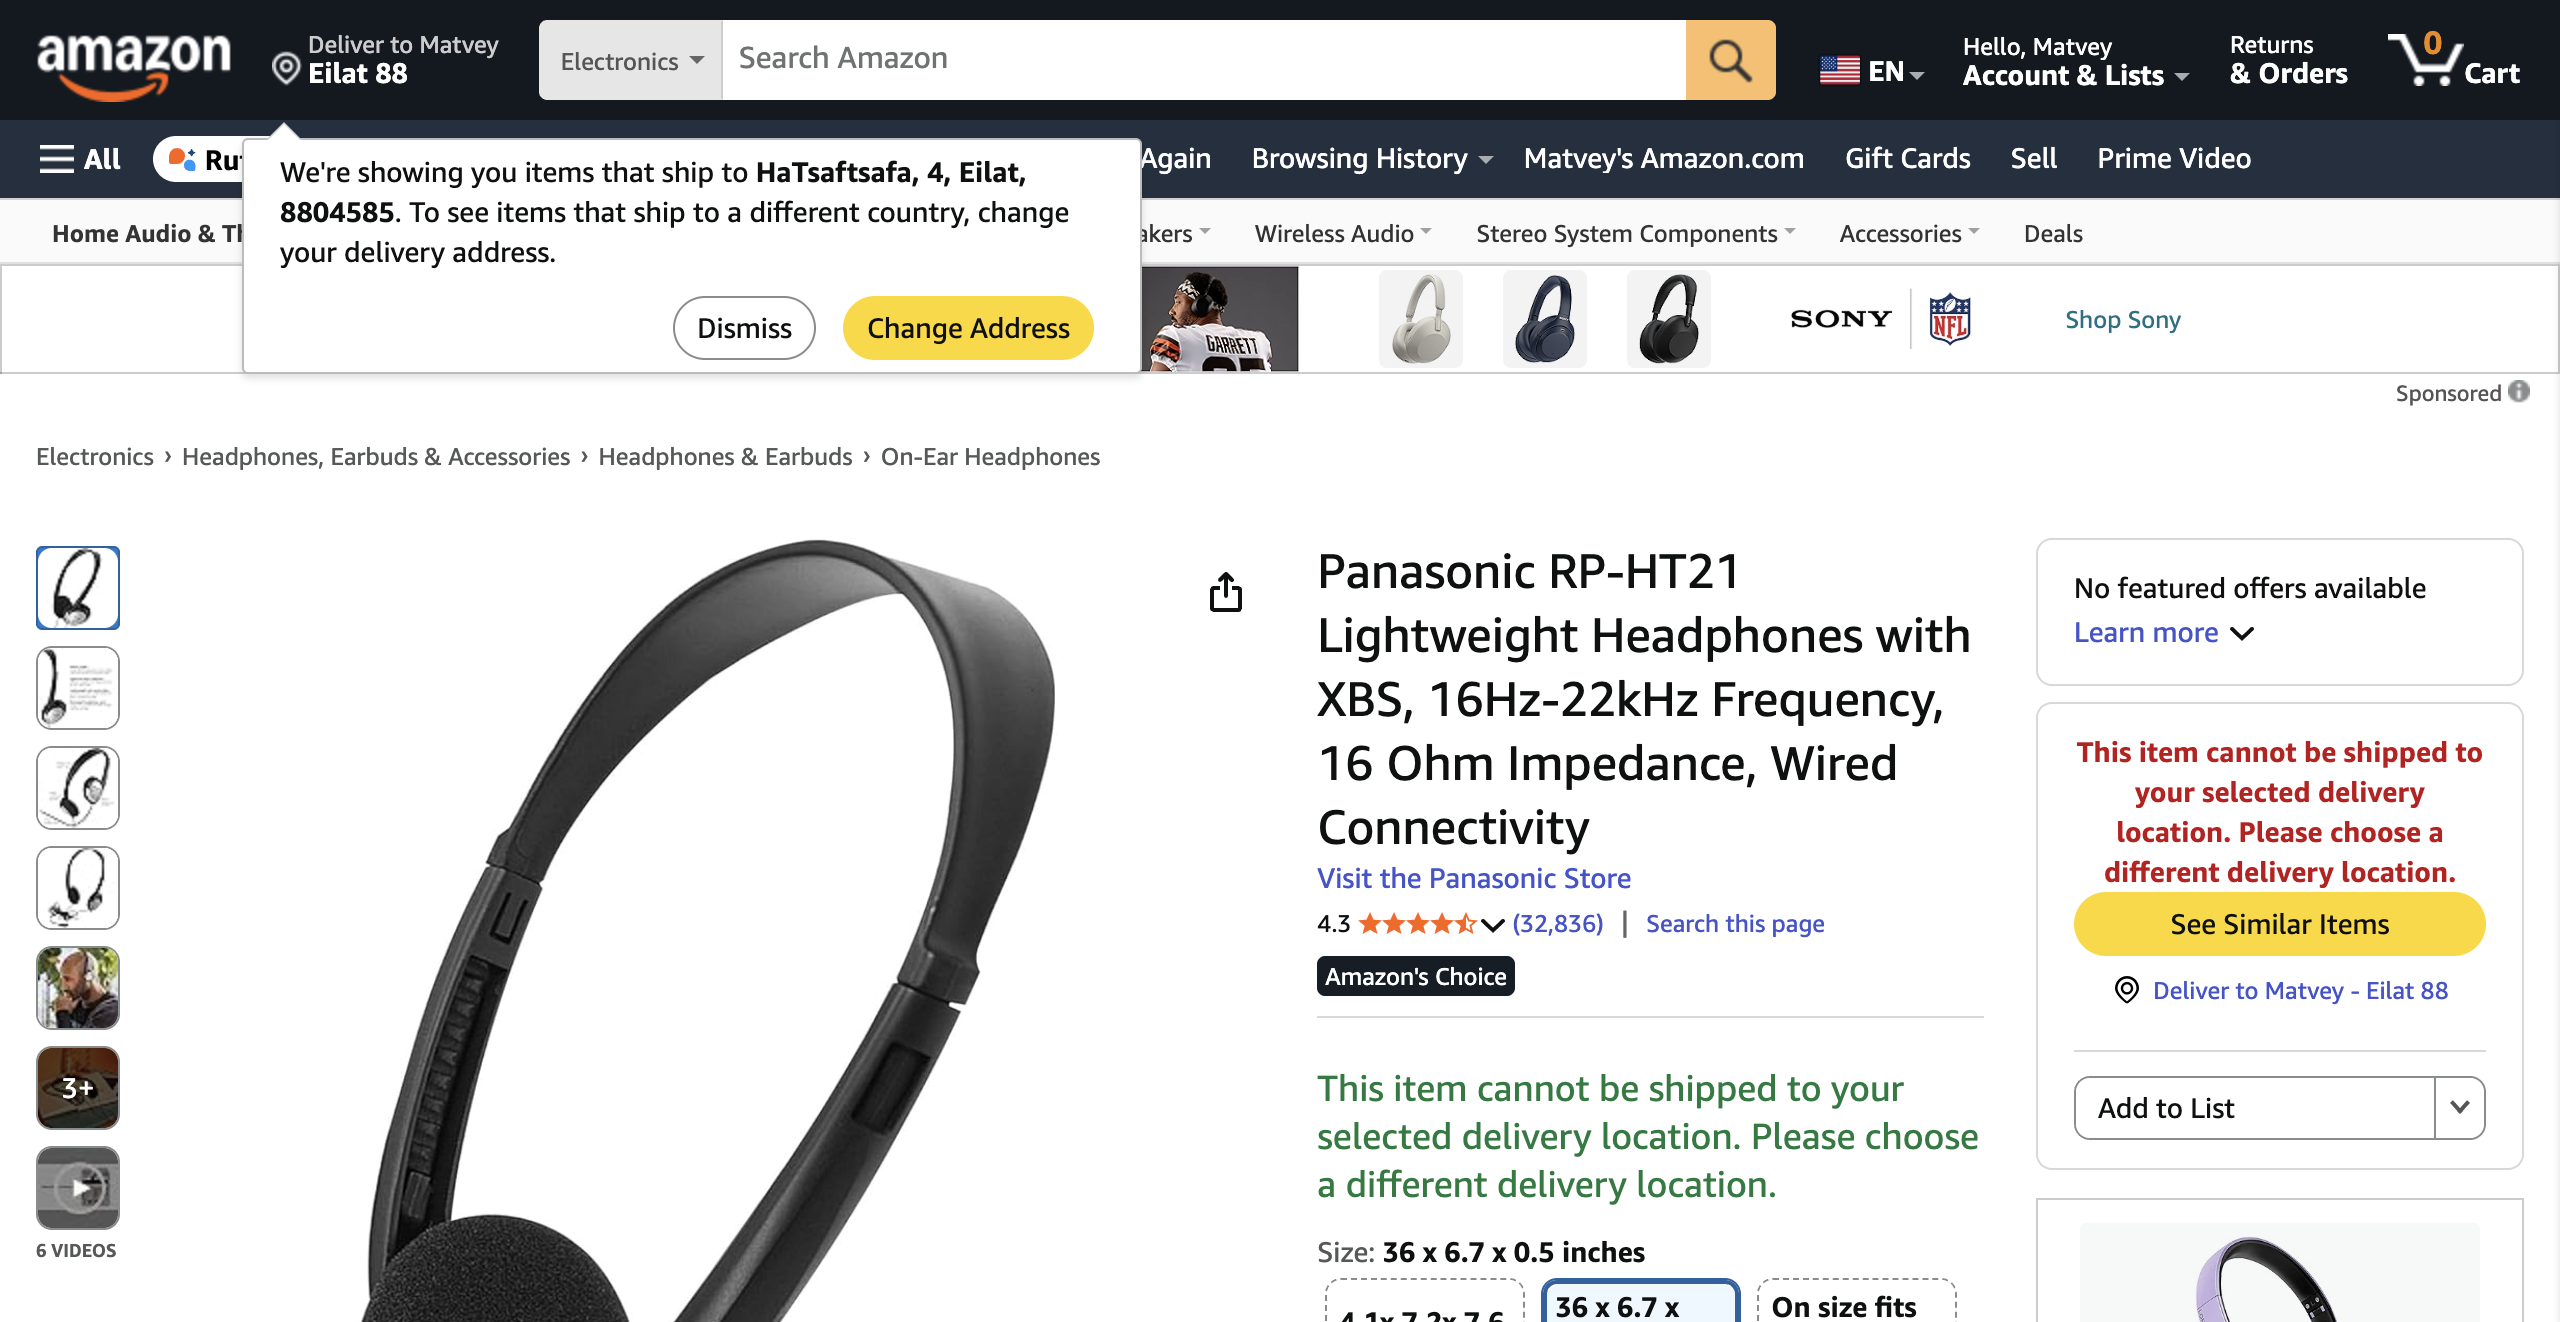 amazon
Deliver to Matvey
Eilat 88
Electronics
Search Amazon
EN
Hello, Matvey
Account & Lists
Returns
& Orders
0
Cart
All
Again
Browsing History
Matvey's Amazon.com
Gift Cards
Sell
Prime Video
We're showing you items that ship to HaTsaftsafa, 4, Eilat,
8804585. To see items that ship to a different country, change
your delivery address.
Dismiss
Change Address
Home Audio &
Wireless Audio
Stereo System Components
Accessories
Deals
GARRETT
SONY
NFL
Shop Sony
Sponsored
Electronics › Headphones, Earbuds & Accessories › Headphones & Earbuds › On-Ear Headphones
3+
6 VIDEOS
Panasonic RP-HT21
Lightweight Headphones with
XBS, 16Hz-22kHz Frequency,
16 Ohm Impedance, Wired
Connectivity
Visit the Panasonic Store
4.3 (32,836) | Search this page
Amazon's Choice
This item cannot be shipped to your
selected delivery location. Please choose
a different delivery location.
Size: 36 x 6.7 x 0.5 inches
4.1x 7.2x 7.6
36 x 6.7 x
On size fits
No featured offers available
Learn more
This item cannot be shipped to
your selected delivery
location. Please choose a
different delivery location.
See Similar Items
Deliver to Matvey - Eilat 88
Add to List